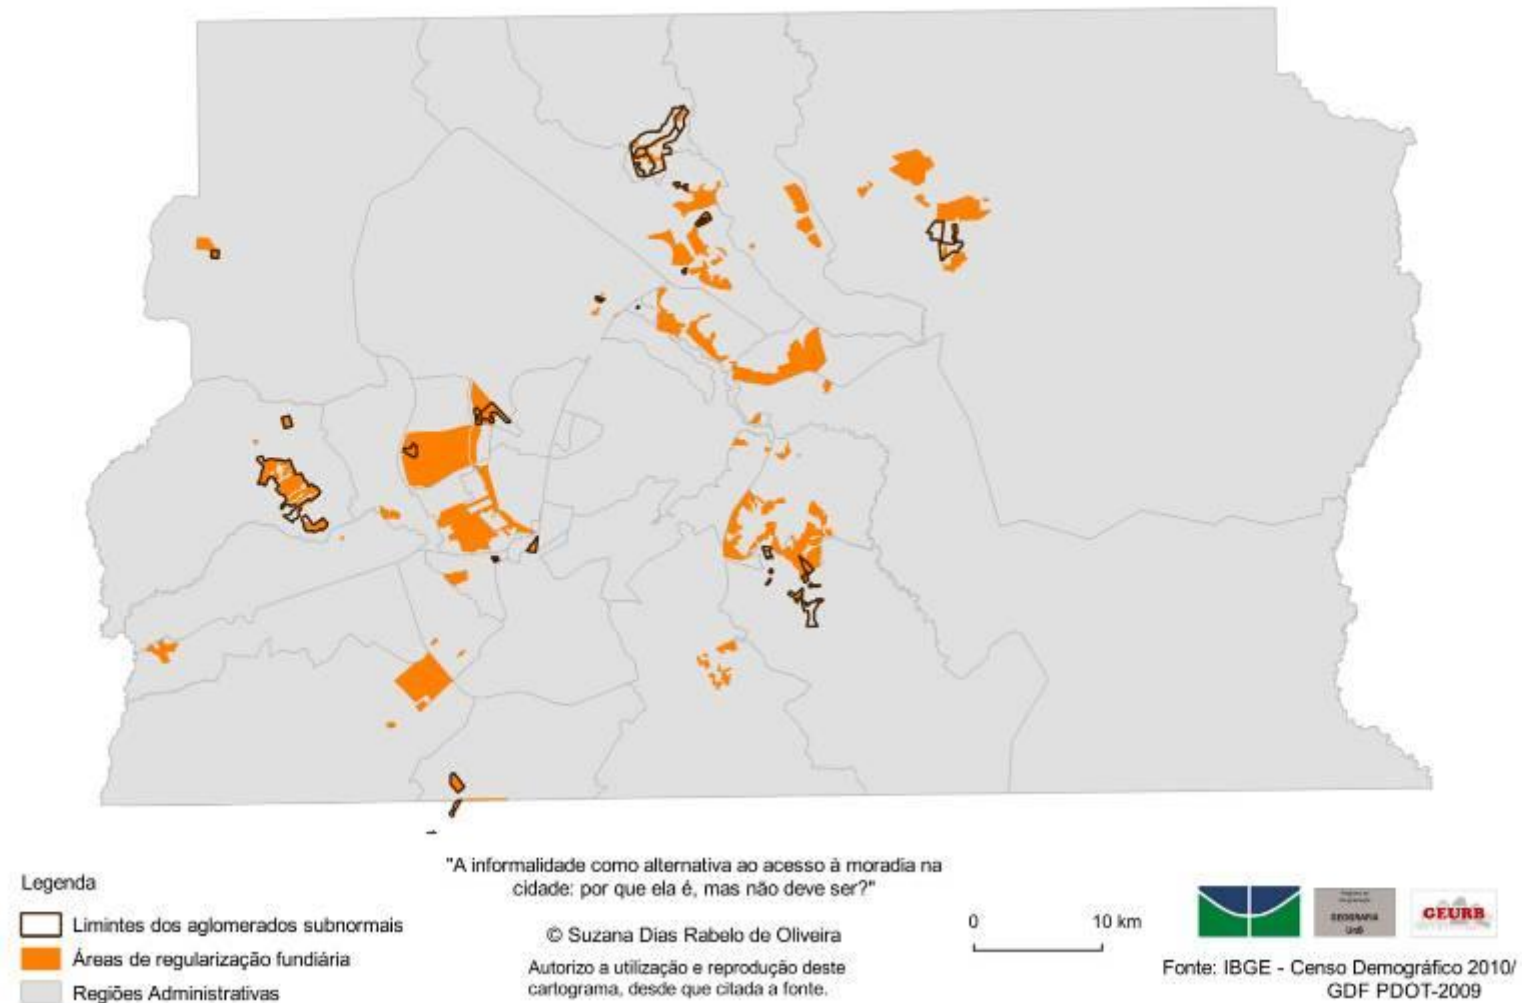 Legenda
Limintes dos aglomerados subnormais
Áreas de regularização fundiária
Regiões Administrativas
"A informalidade como alternativa ao acesso à moradia na
cidade: por que ela é, mas não deve ser?"
© Suzana Dias Rabelo de Oliveira
Autorizo a utilização e reprodução deste
cartograma, desde que citada a fonte.
0 10 km
GEOGRAFIA
UnB
GEURB
Fonte: IBGE - Censo Demográfico 2010/
GDF PDOT-2009